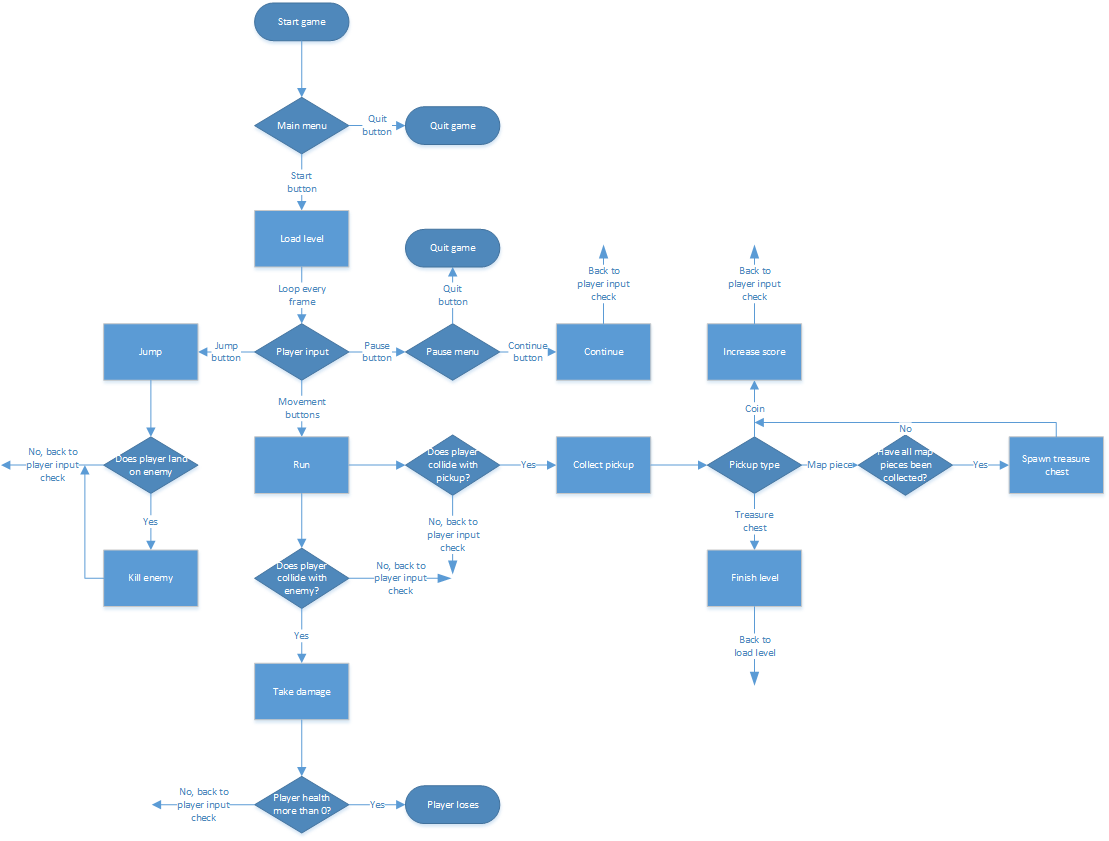 Start game
Main menu
Quit
button
Quit game
Start
button
Load level
Quit game
Loop every
frame
Quit
button
Back to
player input
check
Back to
player input
check
Jump
Jump
button
Player input
Pause
button
Pause menu
Continue
button
Continue
Increase score
Movement
buttons
Coin
No
No, back to
player input
check
Does player land
on enemy
Run
Does player
collide with
pickup?
Yes
Collect pickup
Pickup type
Map piece
Have all map
pieces been
collected?
Yes
Spawn treasure
chest
Yes
No, back to
player input
check
Treasure
chest
Kill enemy
Does player
collide with
enemy?
No, back to
player input
check
Finish level
Yes
Back to
load level
Take damage
No, back to
player input
check
Player health
more than 0?
Yes
Player loses